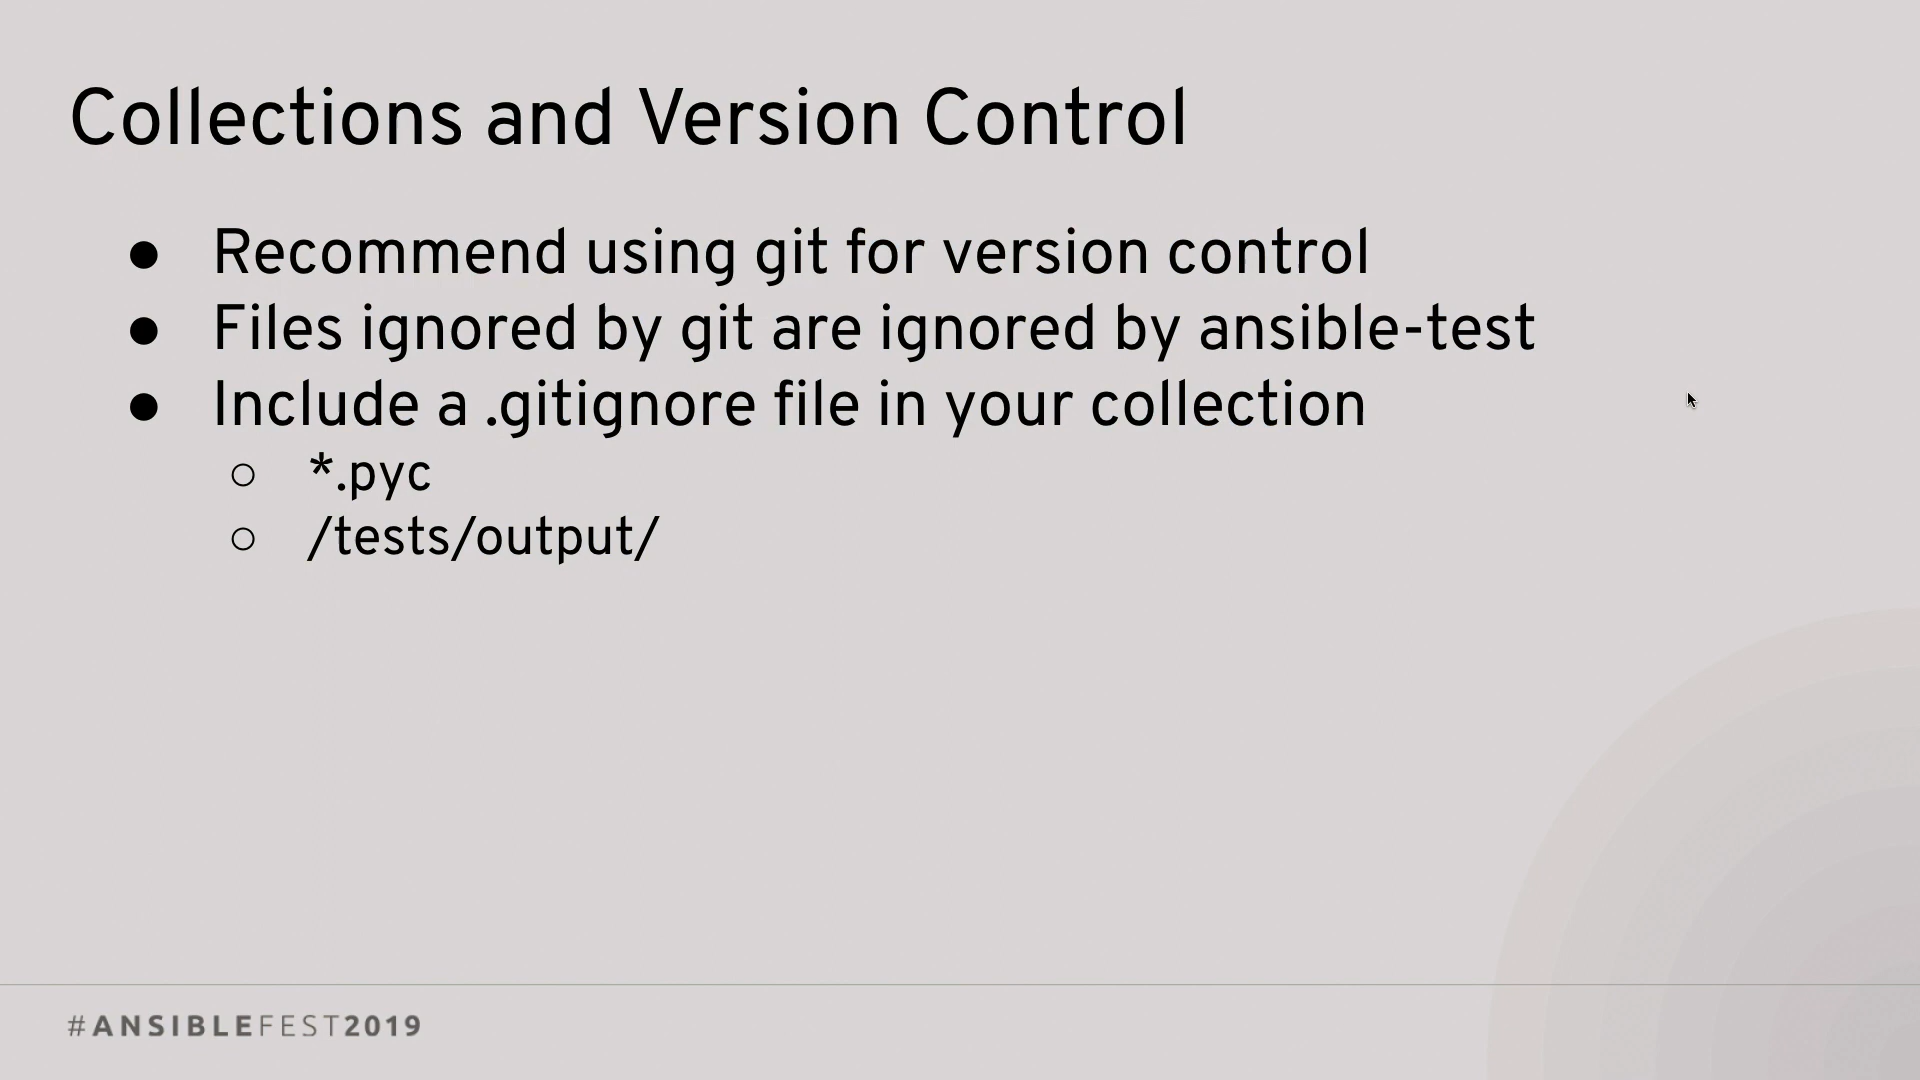 Collections and Version Control
● Recommend using git for version control
● Files ignored by git are ignored by ansible-test
● Include a .gitignore file in your collection
○ *.pyc
○ /tests/output/
#ANSIBLEFEST2019